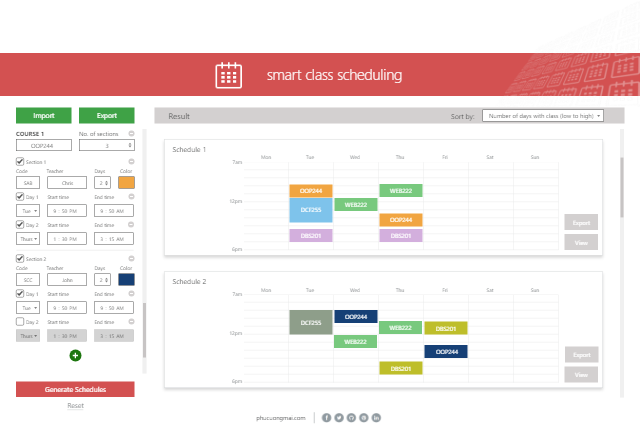 smart class scheduling
Import
Export
COURSE 1
No. of sections
OOP244
3
Section 1
Code
Teacher
Days
Color
SAB
Chris
2
Day 1
Start time
End time
Tue
9 : 50 PM
9 : 50 AM
Day 2
Start time
End time
Thurs
1 : 30 PM
3 : 15 AM
Section 2
Code
Teacher
Days
Color
SCC
John
2
Day 1
Start time
End time
Tue
9 : 50 PM
9 : 50 AM
Day 2
Start time
End time
Thurs
1 : 30 PM
3 : 15 AM
Generate Schedules
Reset
Result
Sort by:
Number of days with class (low to high)
Schedule 1
Mon Tue Wed Thu Fri Sat Sun
7am
OOP244
WEB222
12pm
DCF255
WEB222
OOP244
DBS201
DBS201
6pm
Export
View
Schedule 2
Mon Tue Wed Thu Fri Sat Sun
7am
DCF255
OOP244
WEB222
DBS201
12pm
WEB222
OOP244
DBS201
6pm
Export
View
phucuongmai.com